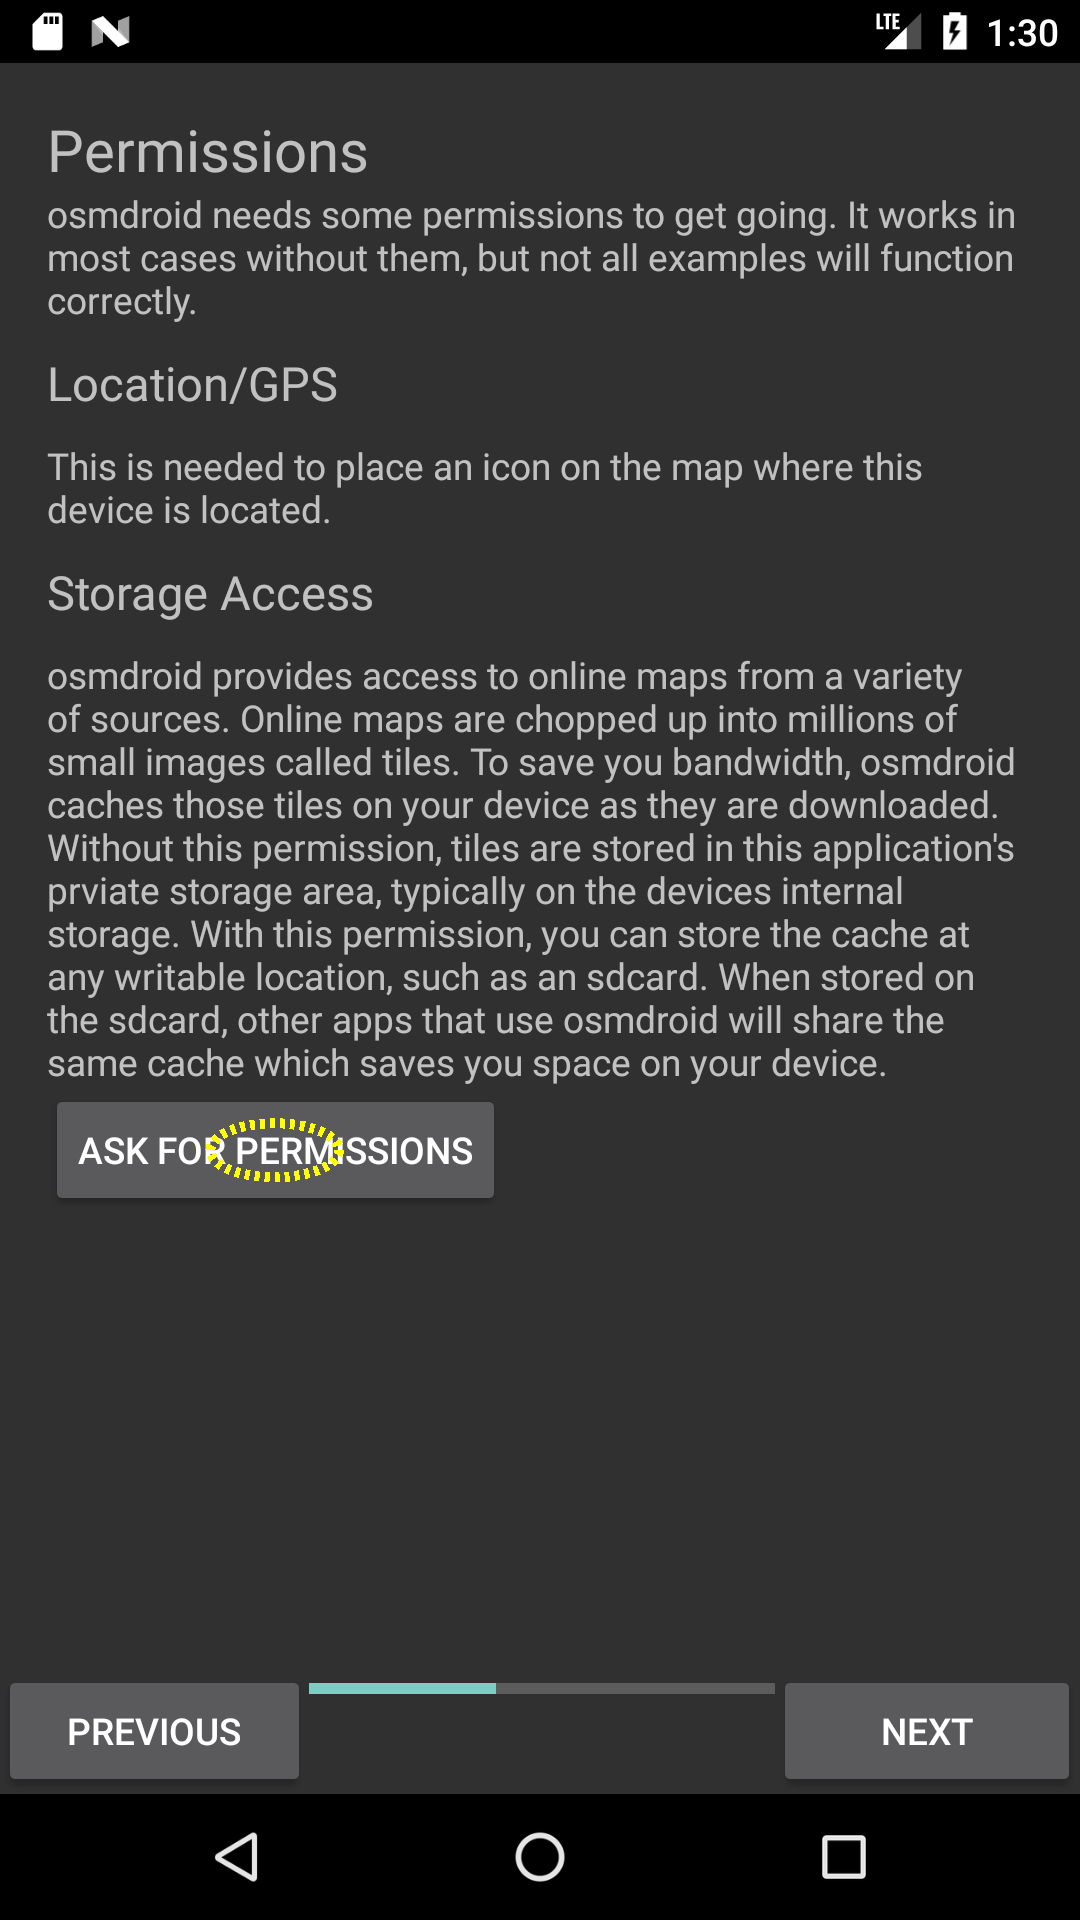 LTE 1:30
Permissions
osmdroid needs some permissions to get going. It works in
most cases without them, but not all examples will function
correctly.
Location/GPS
This is needed to place an icon on the map where this
device is located.
Storage Access
osmdroid provides access to online maps from a variety
of sources. Online maps are chopped up into millions of
small images called tiles. To save you bandwidth, osmdroid
caches those tiles on your device as they are downloaded.
Without this permission, tiles are stored in this application's
prviate storage area, typically on the devices internal
storage. With this permission, you can store the cache at
any writable location, such as an sdcard. When stored on
the sdcard, other apps that use osmdroid will share the
same cache which saves you space on your device.
ASK FOR PERMISSIONS
PREVIOUS
NEXT